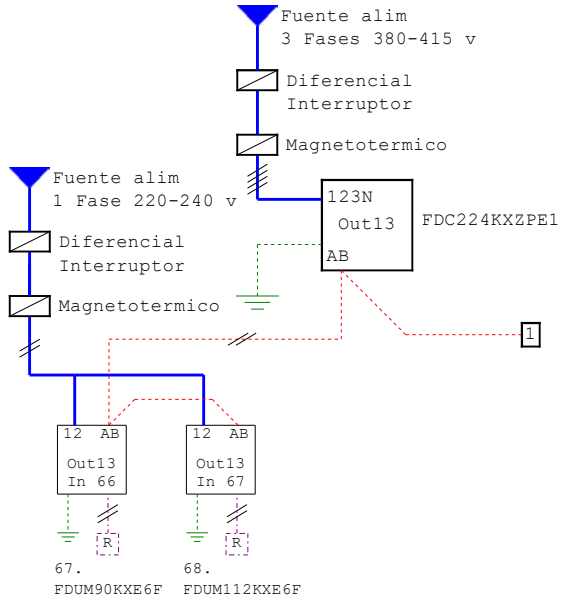 Fuente alim
3 Fases 380-415 v
Diferencial
Interruptor
Magnetotermico
Fuente alim
1 Fase 220-240 v
123N
Out13
AB
FDC224KXZPE1
Diferencial
Interruptor
Magnetotermico
1
12 AB
Out13
In 66
12 AB
Out13
In 67
R
R
67.
FDUM90KXE6F
68.
FDUM112KXE6F